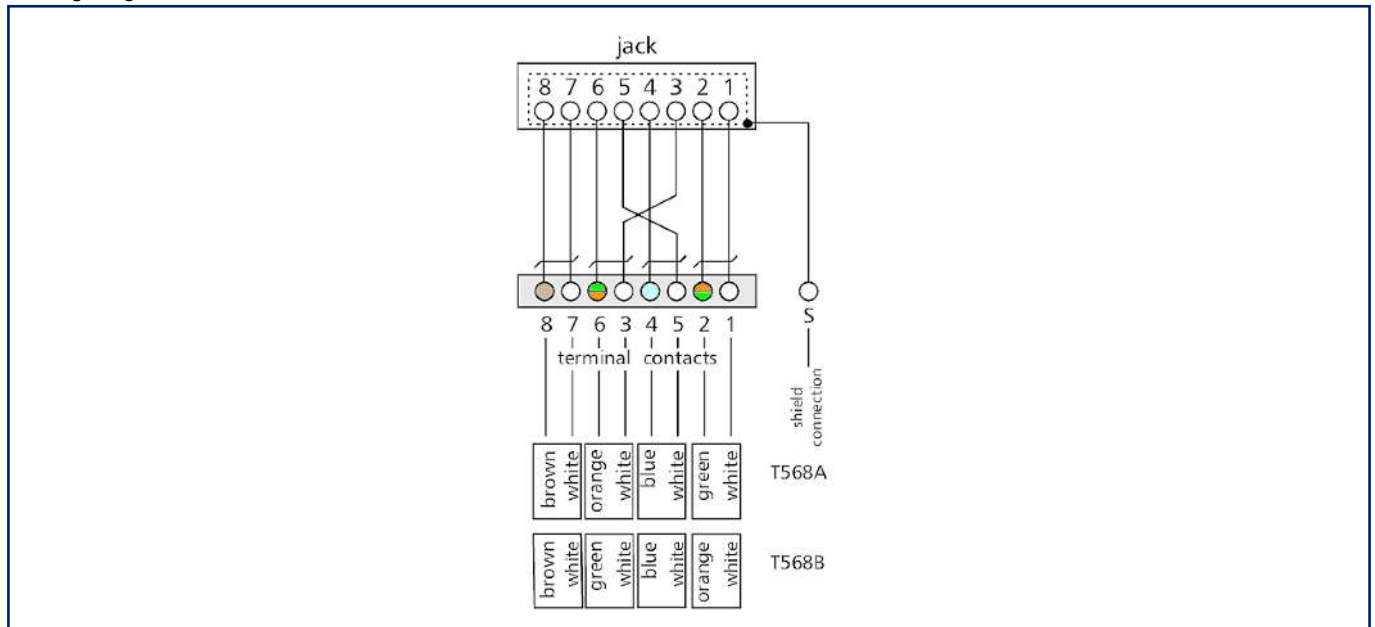 jack
8 7 6 5 4 3 2 1
8 7 6 3 4 5 2 1
S
terminal contacts
shield
connection
brown white orange white blue white green white T568A
brown white green white blue white orange white T568B